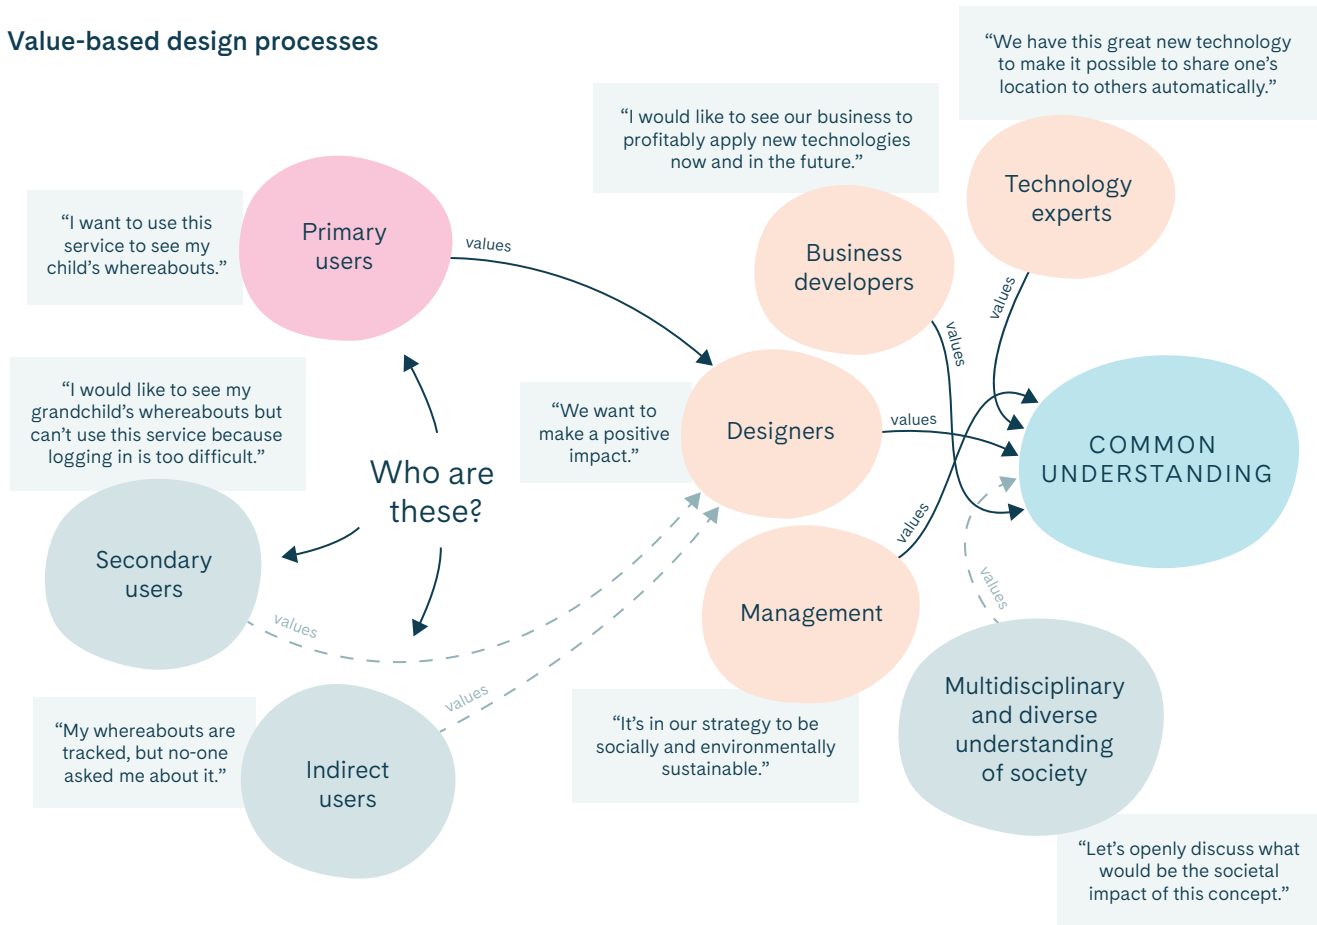 Value-based design processes
“We have this great new technology
to make it possible to share one’s
location to others automatically.”
“I would like to see our business to
profitably apply new technologies
now and in the future.”
Technology
experts
“I want to use this
service to see my
child’s whereabouts.”
Primary
users
values
Business
developers
values
values
“I would like to see my
grandchild’s whereabouts but
can’t use this service because
logging in is too difficult.”
“We want to
make a positive
impact.”
Designers
values
COMMON
UNDERSTANDING
Who are
these?
Secondary
users
values
values
Management
values
values
“My whereabouts are
tracked, but no-one
asked me about it.”
Indirect
users
“It’s in our strategy to be
socially and environmentally
sustainable.”
Multidisciplinary
and diverse
understanding
of society
“Let’s openly discuss what
would be the societal
impact of this concept.”